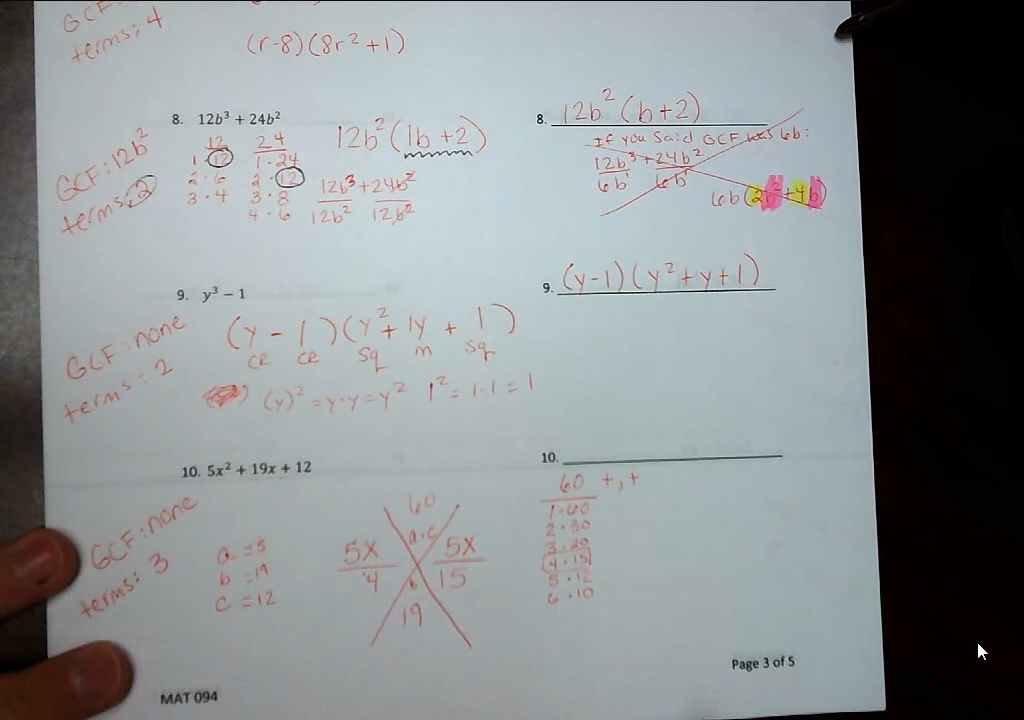 GCF:
terms: 4
(r-8)(8r²+1)
8. 12b³ + 24b²
GCF: 12b²
terms: 2
12
1 · 12
2 · 6
3 · 4
24
1 · 24
2 · 12
3 · 8
4 · 6
12b²(1b + 2)
12b³ + 24b²
12b² 12b²
8. 12b² (b+2)
If you said GCF was 6b:
12b³ + 24b²
6b¹ 6b¹
6b(2b² + 4b)
9. y³ − 1
GCF: none
terms: 2
(y - 1)(y² + 1y + 1)
CR CR Sq m Sq
(y)² = y·y = y² 1² = 1·1 = 1
9. (y-1)(y²+y+1)
10. 5x² + 19x + 12
GCF: none
terms: 3
a = 5
b = 19
c = 12
60
a·c
5x 5x
4 15
b
19
10.
60 +,+
1·60
2·30
3·20
4·15
5·12
6·10
Page 3 of 5
MAT 094